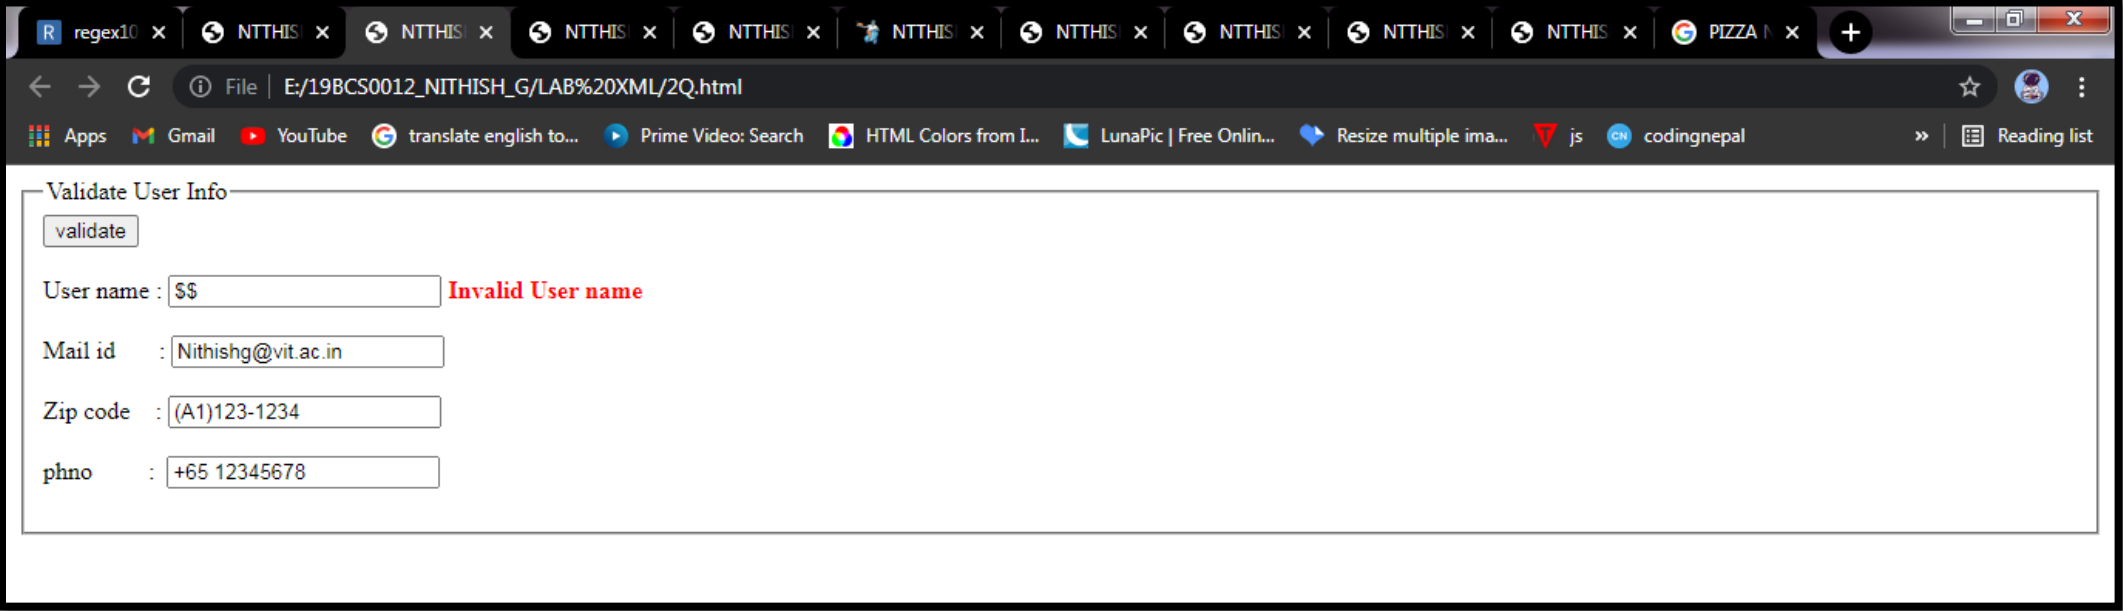 regex10 NTTHIS NTTHIS NTTHIS NTTHIS NTTHIS NTTHIS NTTHIS NTTHIS NTTHIS PIZZA N
File E:/19BCS0012_NITHISH_G/LAB%20XML/2Q.html
Apps Gmail YouTube translate english to... Prime Video: Search HTML Colors from I... LunaPic | Free Onlin... Resize multiple ima... js CN codingnepal » Reading list
Validate User Info
validate
User name : $$ Invalid User name
Mail id : Nithishg@vit.ac.in
Zip code : (A1)123-1234
phno : +65 12345678